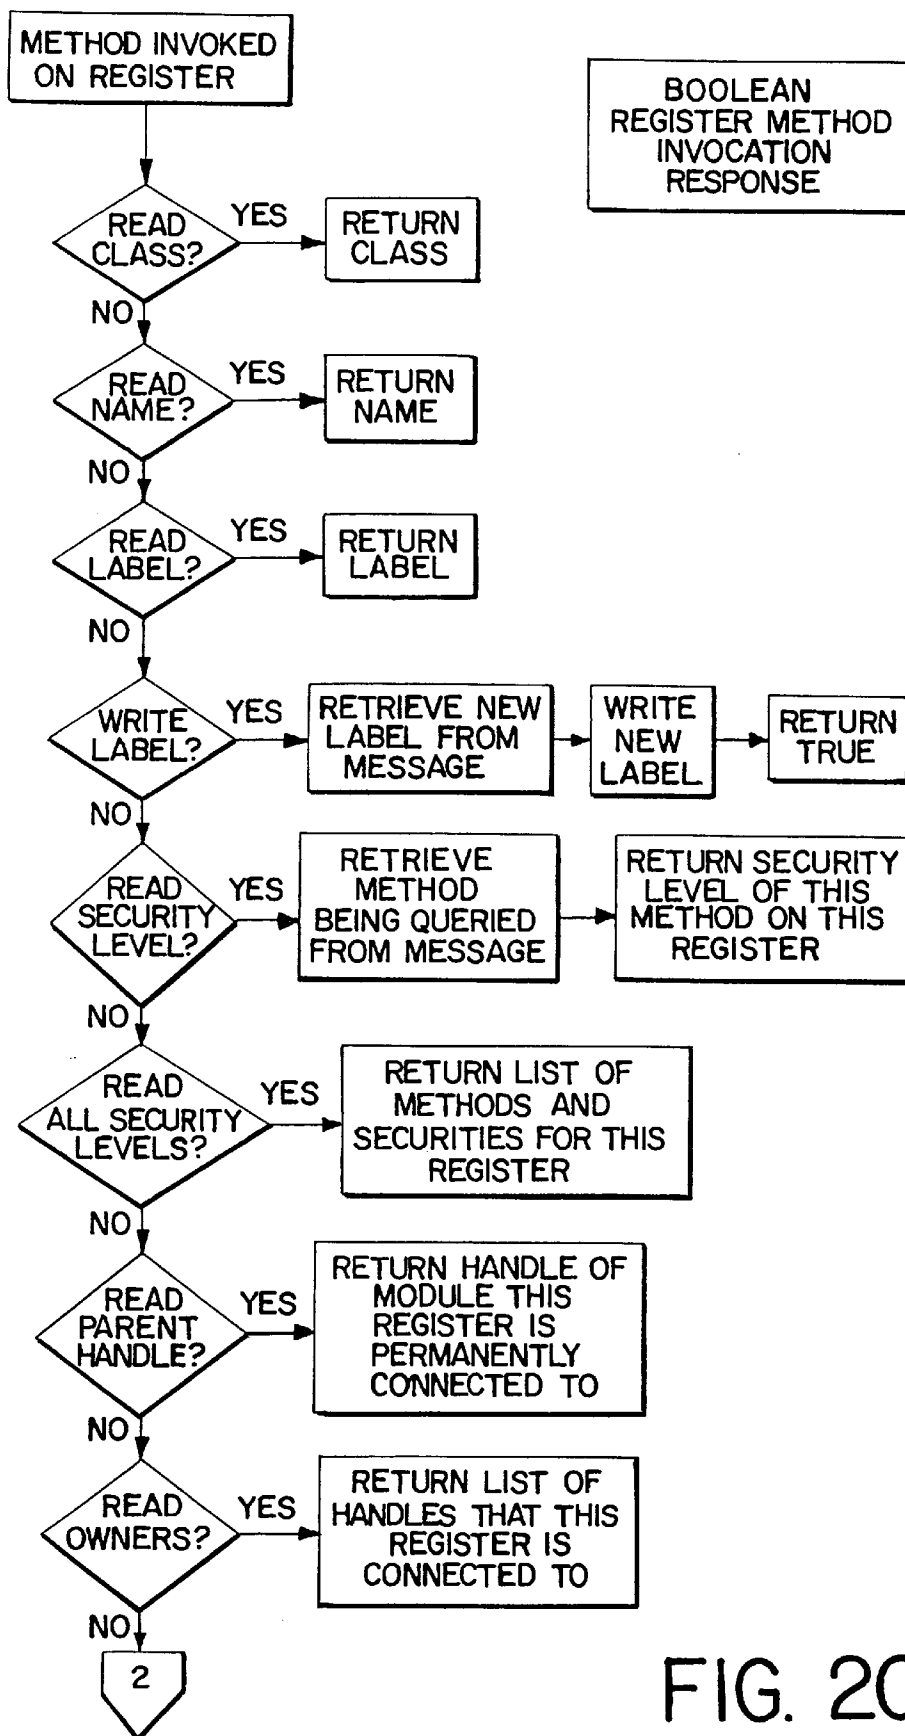 METHOD INVOKED
ON REGISTER
BOOLEAN
REGISTER METHOD
INVOCATION
RESPONSE
READ
CLASS?
YES
RETURN
CLASS
NO
READ
NAME?
YES
RETURN
NAME
NO
READ
LABEL?
YES
RETURN
LABEL
NO
WRITE
LABEL?
YES
RETRIEVE NEW
LABEL FROM
MESSAGE
WRITE
NEW
LABEL
RETURN
TRUE
NO
READ
SECURITY
LEVEL?
YES
RETRIEVE
METHOD
BEING QUERIED
FROM MESSAGE
RETURN SECURITY
LEVEL OF THIS
METHOD ON THIS
REGISTER
NO
READ
ALL SECURITY
LEVELS?
YES
RETURN LIST OF
METHODS AND
SECURITIES FOR THIS
REGISTER
NO
READ
PARENT
HANDLE?
YES
RETURN HANDLE OF
MODULE THIS
REGISTER IS
PERMANENTLY
CONNECTED TO
NO
READ
OWNERS?
YES
RETURN LIST OF
HANDLES THAT THIS
REGISTER IS
CONNECTED TO
NO
2
FIG. 20